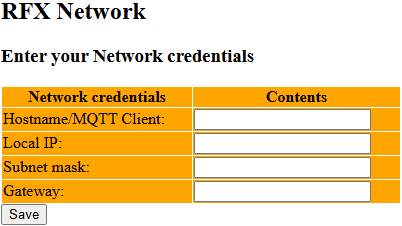 RFX Network
Enter your Network credentials
Network credentials Contents
Hostname/MQTT Client:
Local IP:
Subnet mask:
Gateway:
Save